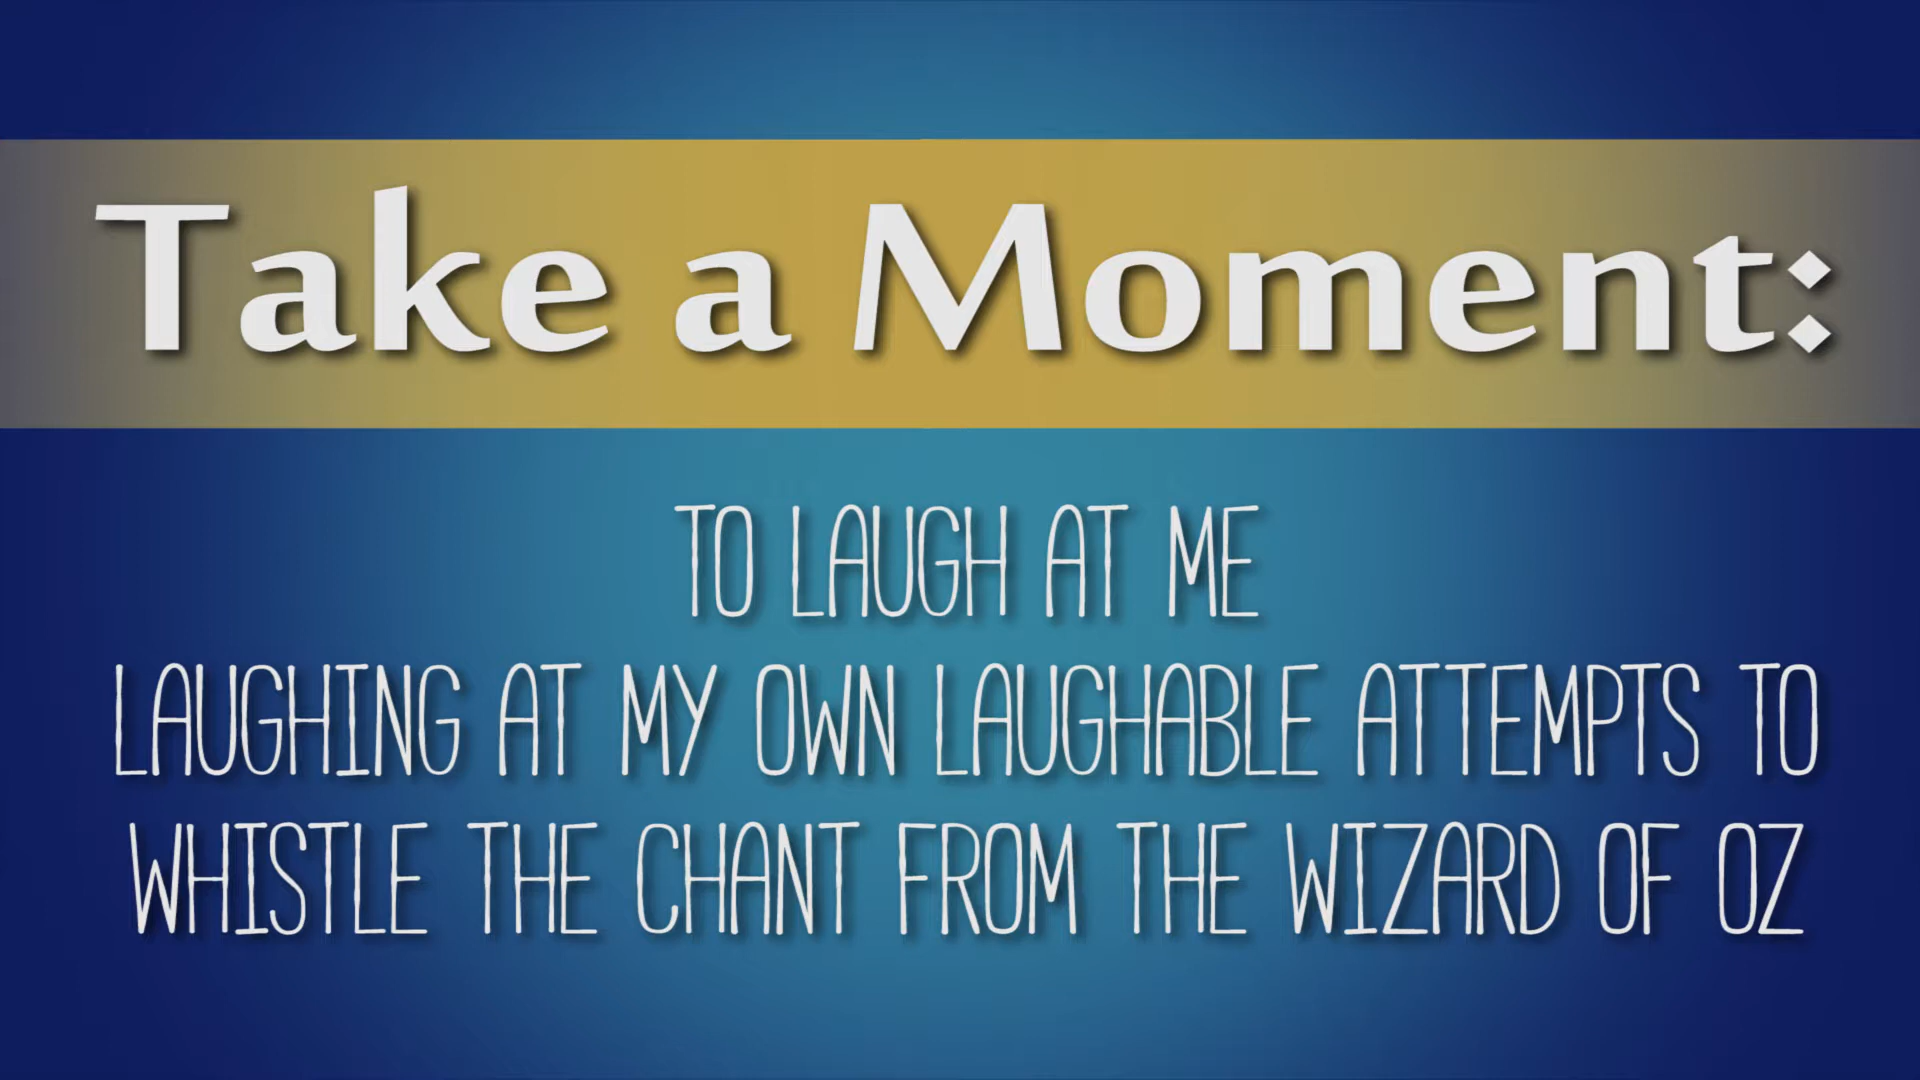 Take a Moment:
TO LAUGH AT ME
LAUGHING AT MY OWN LAUGHABLE ATTEMPTS TO
WHISTLE THE CHANT FROM THE WIZARD OF OZ